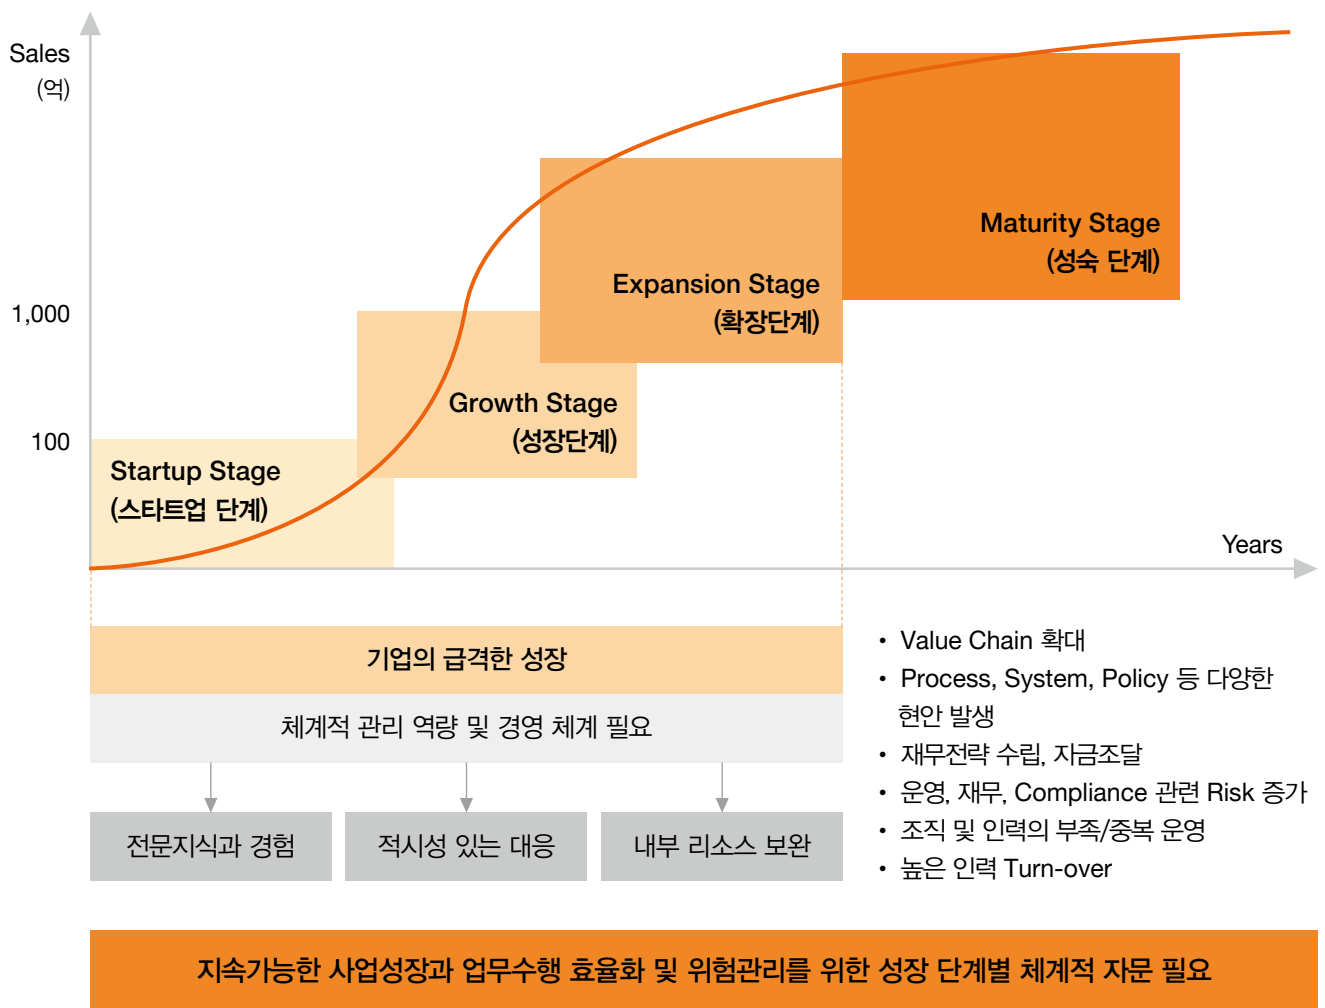 Sales
(억)
1,000
100
Startup Stage
(스타트업 단계)
Growth Stage
(성장단계)
Expansion Stage
(확장단계)
Maturity Stage
(성숙 단계)
Years
기업의 급격한 성장
체계적 관리 역량 및 경영 체계 필요
전문지식과 경험
적시성 있는 대응
내부 리소스 보완
• Value Chain 확대
• Process, System, Policy 등 다양한
현안 발생
• 재무전략 수립, 자금조달
• 운영, 재무, Compliance 관련 Risk 증가
• 조직 및 인력의 부족/중복 운영
• 높은 인력 Turn-over
지속가능한 사업성장과 업무수행 효율화 및 위험관리를 위한 성장 단계별 체계적 자문 필요